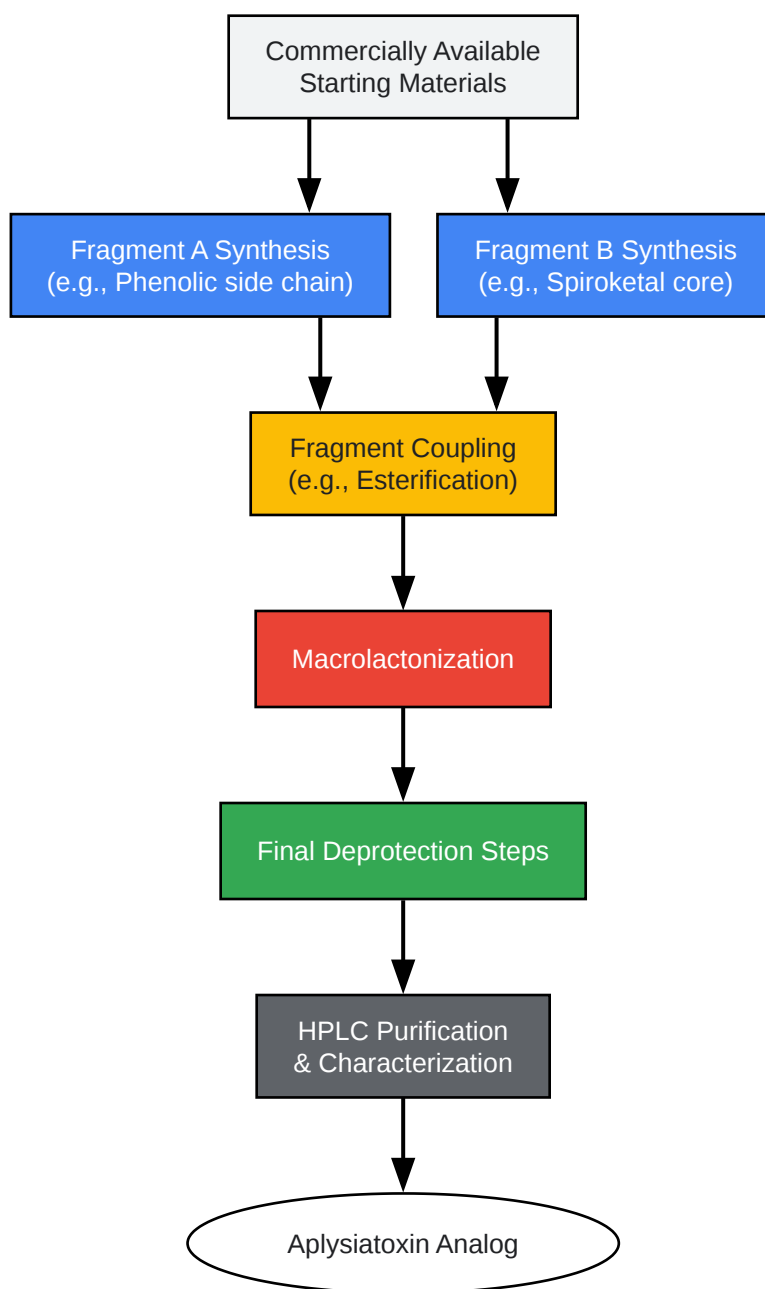 Commercially Available
Starting Materials
Fragment A Synthesis
(e.g., Phenolic side chain)
Fragment B Synthesis
(e.g., Spiroketal core)
Fragment Coupling
(e.g., Esterification)
Macrolactonization
Final Deprotection Steps
HPLC Purification
& Characterization
Aplysiatoxin Analog